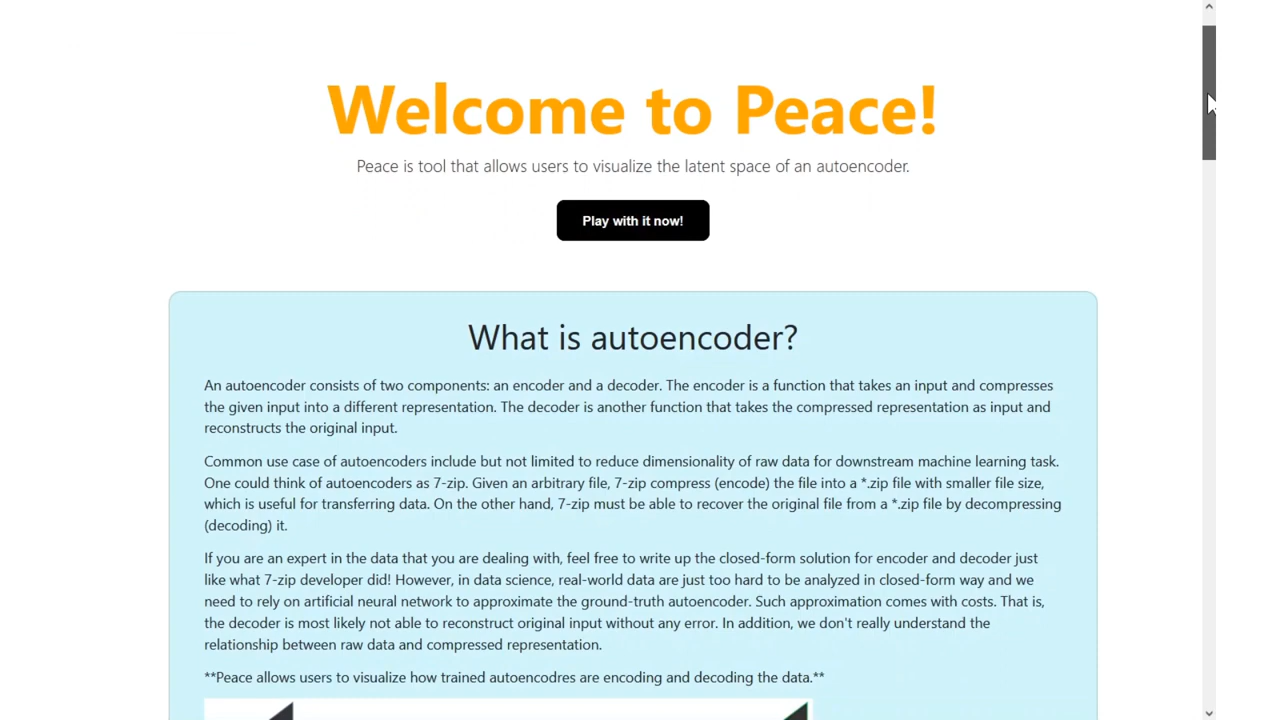 Welcome to Peace!
Peace is tool that allows users to visualize the latent space of an autoencoder.
Play with it now!
What is autoencoder?
An autoencoder consists of two components: an encoder and a decoder. The encoder is a function that takes an input and compresses
the given input into a different representation. The decoder is another function that takes the compressed representation as input and
reconstructs the original input.
Common use case of autoencoders include but not limited to reduce dimensionality of raw data for downstream machine learning task.
One could think of autoencoders as 7-zip. Given an arbitrary file, 7-zip compress (encode) the file into a *.zip file with smaller file size,
which is useful for transferring data. On the other hand, 7-zip must be able to recover the original file from a *.zip file by decompressing
(decoding) it.
If you are an expert in the data that you are dealing with, feel free to write up the closed-form solution for encoder and decoder just
like what 7-zip developer did! However, in data science, real-world data are just too hard to be analyzed in closed-form way and we
need to rely on artificial neural network to approximate the ground-truth autoencoder. Such approximation comes with costs. That is,
the decoder is most likely not able to reconstruct original input without any error. In addition, we don't really understand the
relationship between raw data and compressed representation.
**Peace allows users to visualize how trained autoencodres are encoding and decoding the data.**